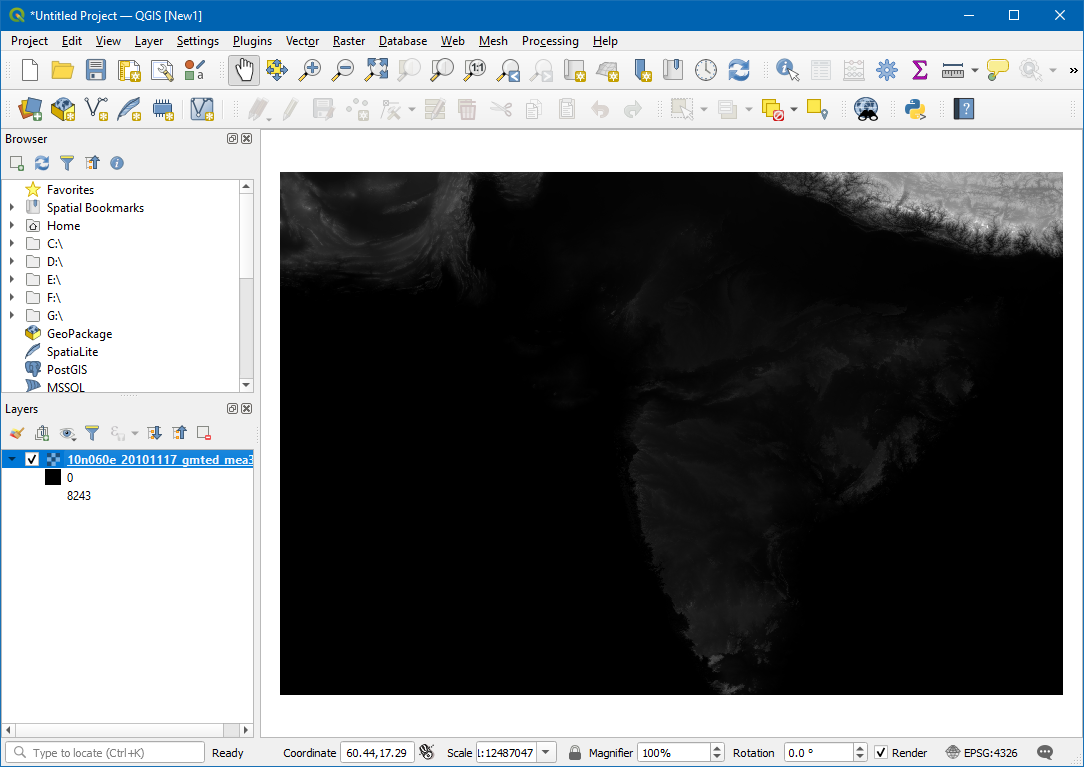 *Untitled Project — QGIS [New1]
Project Edit View Layer Settings Plugins Vector Raster Database Web Mesh Processing Help
1:1
a
»
Browser
Favorites
Spatial Bookmarks
Home
C:\
D:\
E:\
F:\
G:\
GeoPackage
SpatiaLite
PostGIS
MSSQL
Layers
10n060e_20101117_gmted_mea3
0
8243
Type to locate (Ctrl+K) Ready Coordinate 60.44,17.29 Scale 1:12487047 Magnifier 100% Rotation 0.0 ° Render EPSG:4326